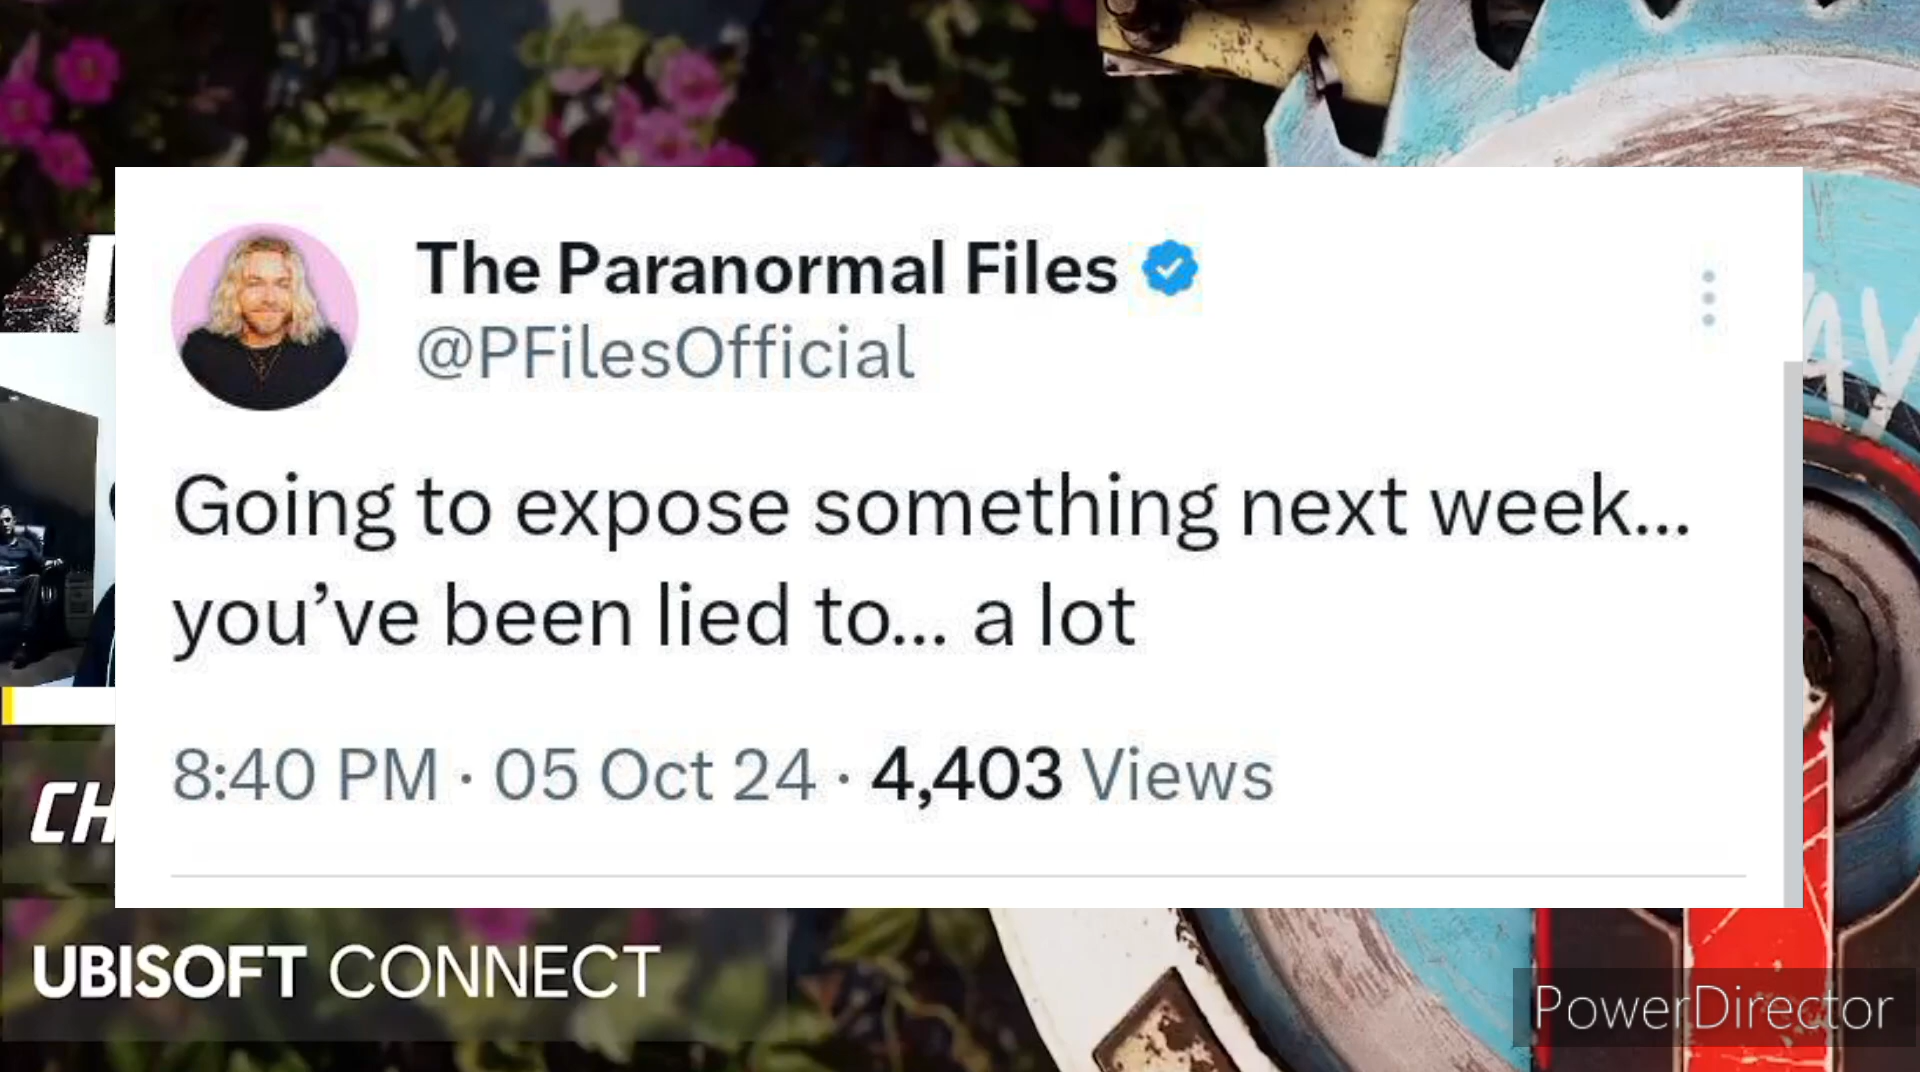 The Paranormal Files
@PFilesOfficial
Going to expose something next week...
you’ve been lied to... a lot
8:40 PM · 05 Oct 24 · 4,403 Views
CH
UBISOFT CONNECT
PowerDirector